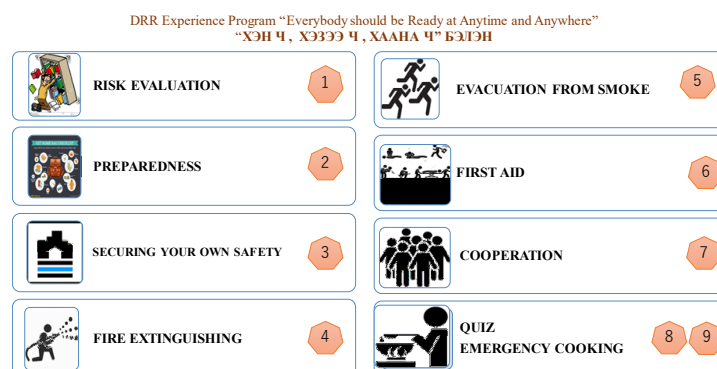 DRR Experience Program “Everybody should be Ready at Anytime and Anywhere”
“ХЭН Ч , ХЭЗЭЭ Ч , ХААНА Ч” БЭЛЭН
RISK EVALUATION
1
PREPAREDNESS
2
SECURING YOUR OWN SAFETY
3
FIRE EXTINGUISHING
4
EVACUATION FROM SMOKE
5
FIRST AID
6
COOPERATION
7
QUIZ
EMERGENCY COOKING
8 9